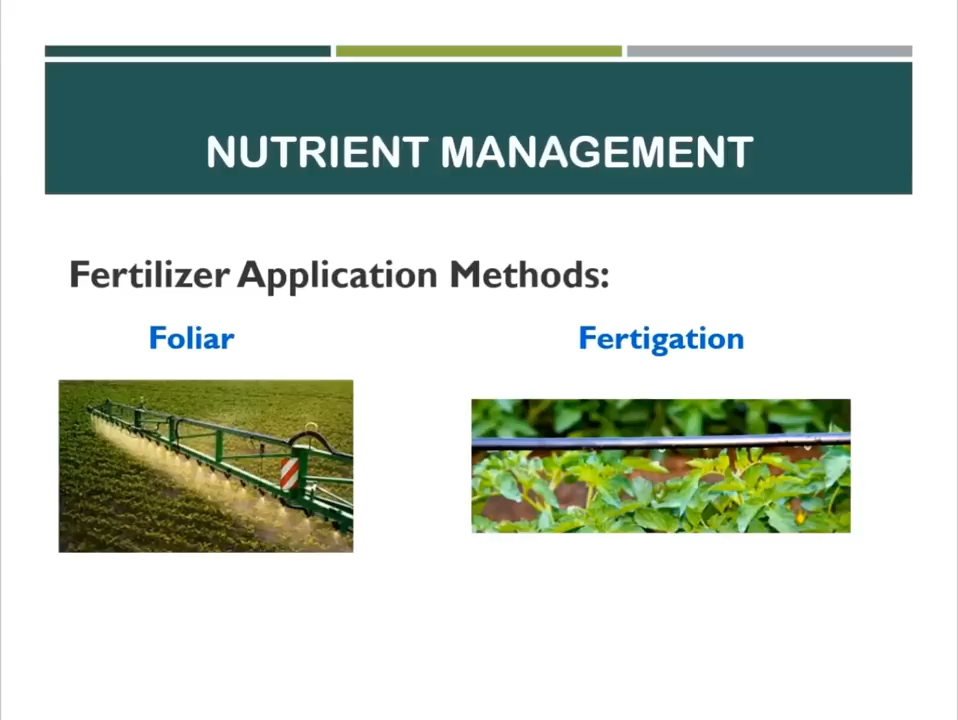 NUTRIENT MANAGEMENT
Fertilizer Application Methods:
Foliar
Fertigation